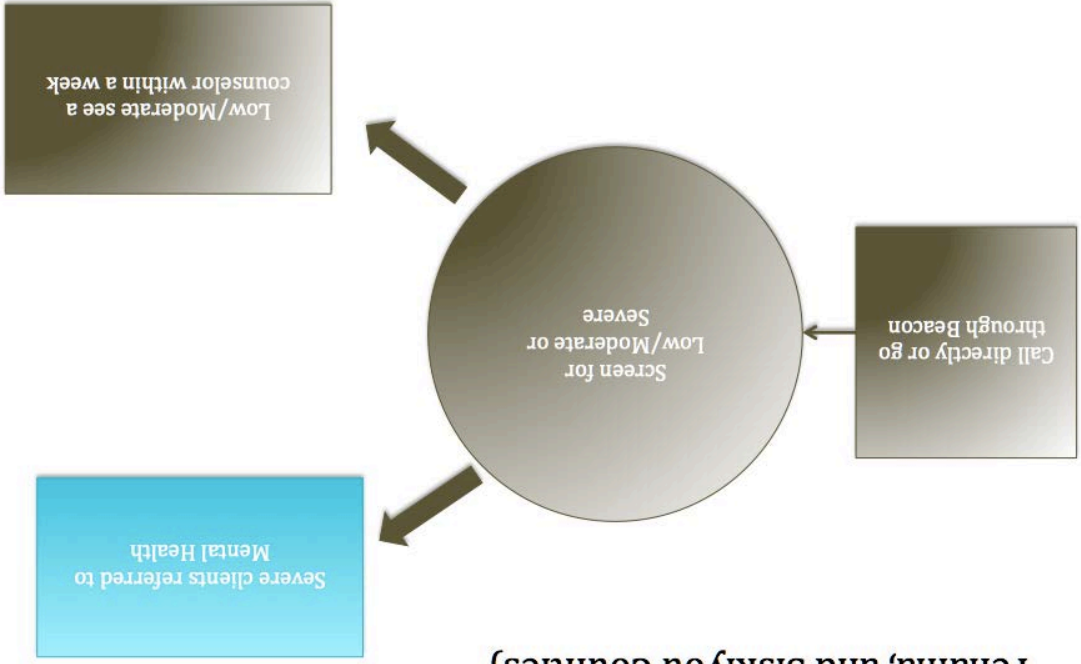 Tehama, and Siskiyou Counties)
Call directly or go
through Beacon
Screen for
Low/Moderate or
Severe
Severe clients referred to
Mental Health
Low/Moderate see a
counselor within a week